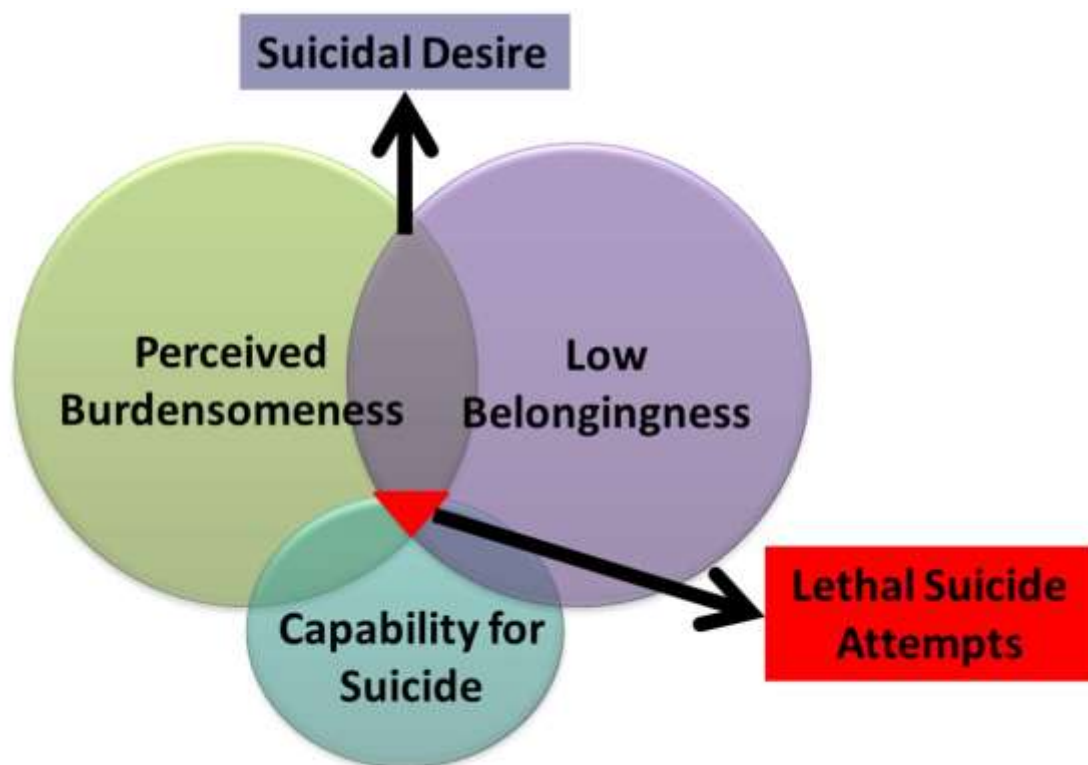 Suicidal Desire
Perceived
Burdensomeness
Low
Belongingness
Capability for
Suicide
Lethal Suicide
Attempts